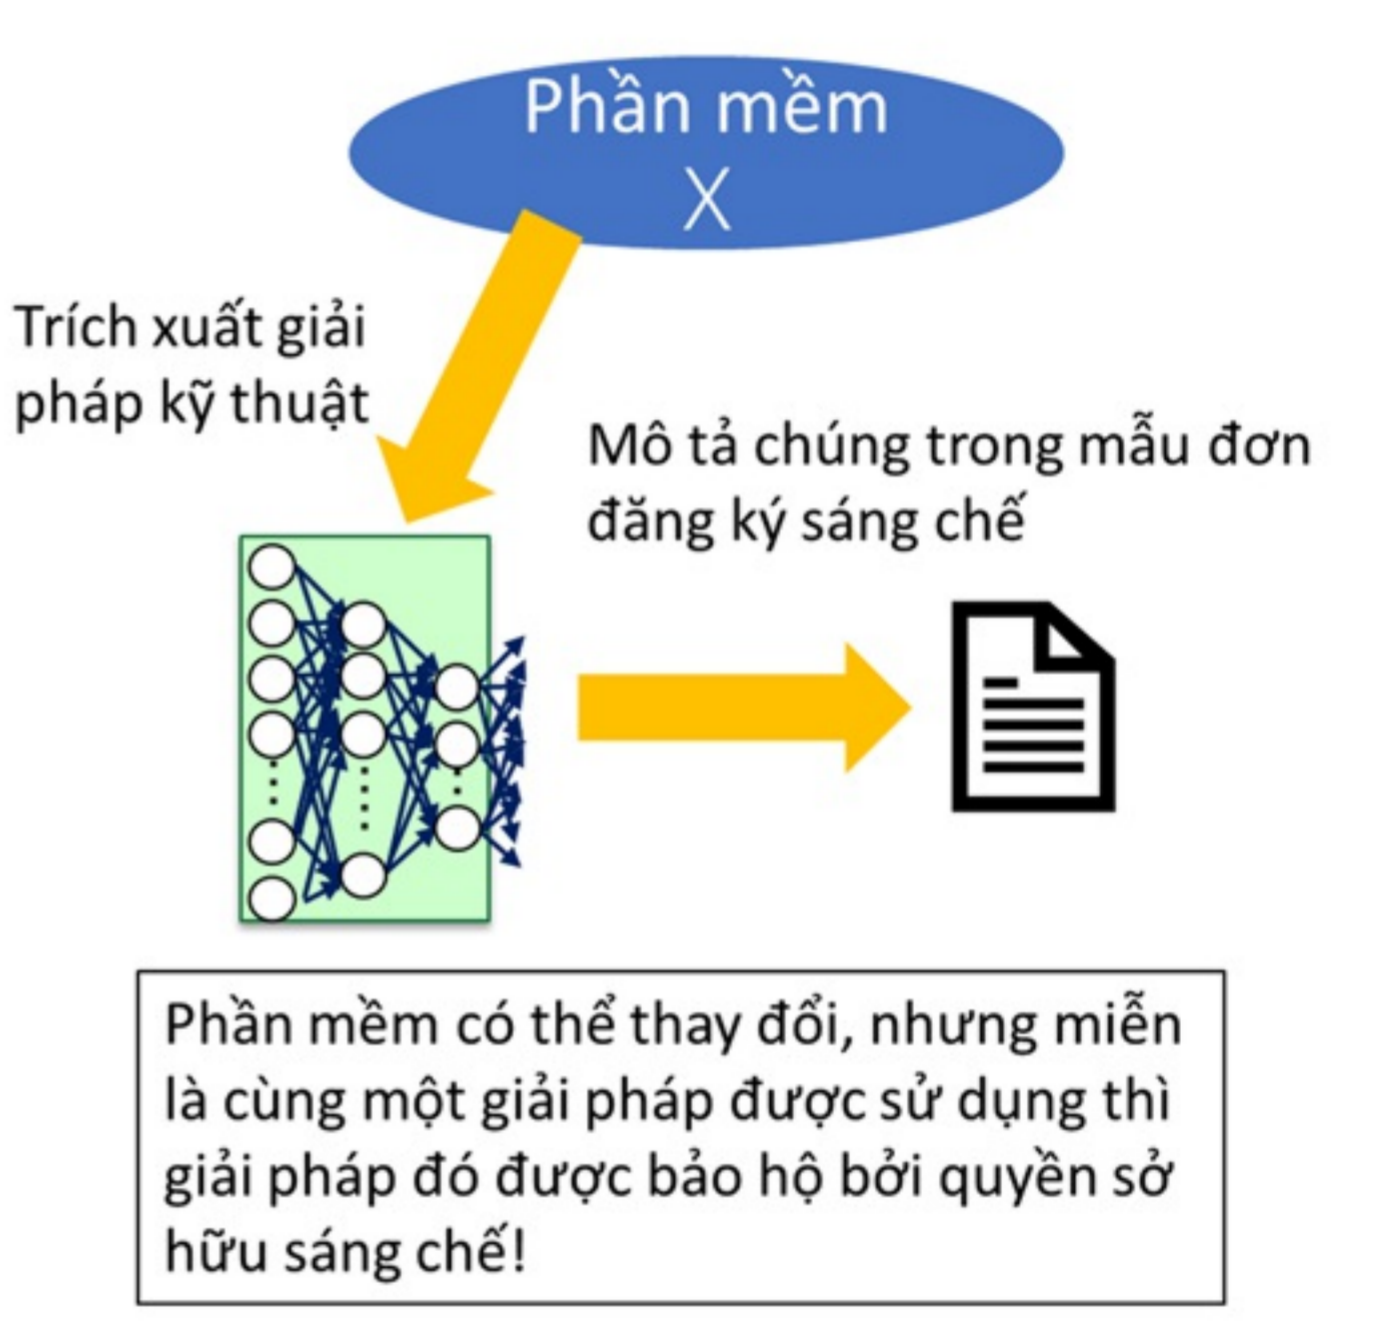 Phần mềm
X
Trích xuất giải
pháp kỹ thuật
Mô tả chúng trong mẫu đơn
đăng ký sáng chế
Phần mềm có thể thay đổi, nhưng miễn
là cùng một giải pháp được sử dụng thì
giải pháp đó được bảo hộ bởi quyền sở
hữu sáng chế!